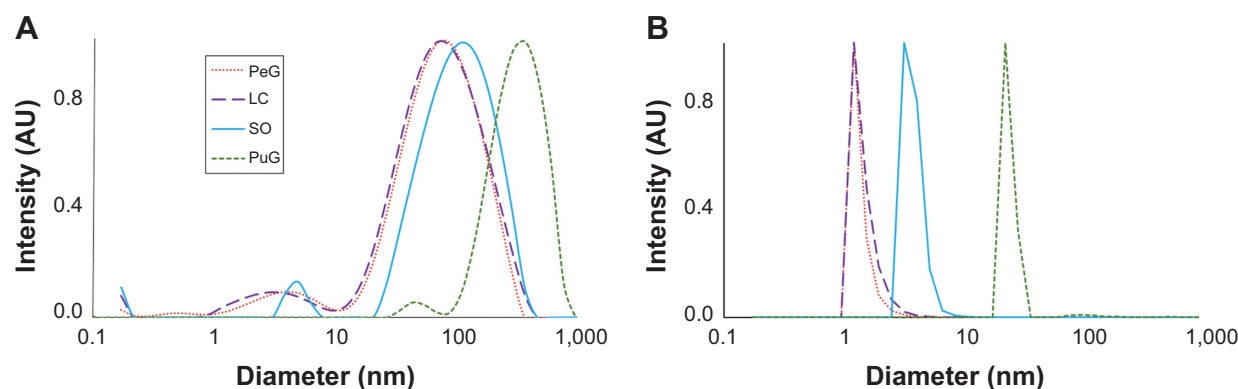 A
PeG
LC
SO
PuG
Intensity (AU)
0.8
0.4
0.0
0.1
1
10
100
1,000
Diameter (nm)
B
Intensity (AU)
0.8
0.4
0.0
0.1
1
10
100
1,000
Diameter (nm)